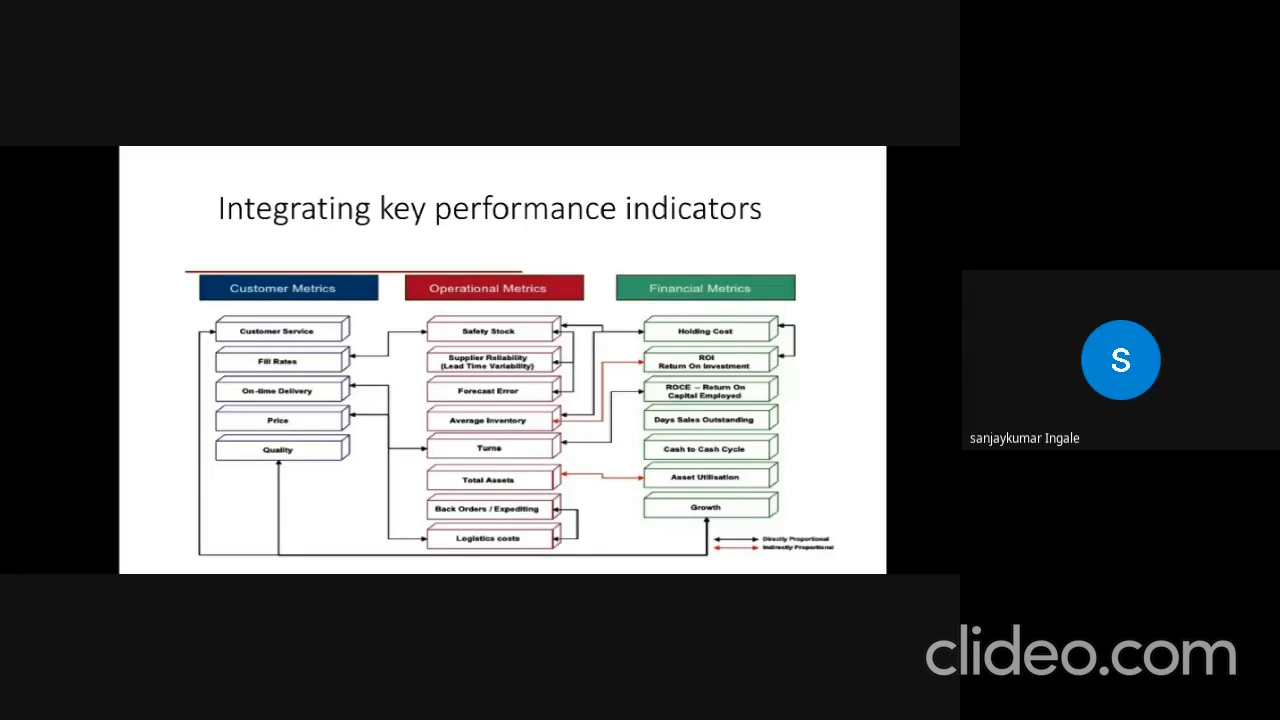 Integrating key performance indicators
Customer Metrics
Operational Metrics
Financial Metrics
Customer Service
Fill Rates
On-time Delivery
Price
Quality
Safety Stock
Supplier Reliability
(Lead Time Variability)
Forecast Error
Average Inventory
Turns
Total Assets
Back Orders / Expediting
Logistics costs
Holding Cost
ROI
Return On Investment
ROCE – Return On
Capital Employed
Days Sales Outstanding
Cash to Cash Cycle
Asset Utilisation
Growth
Directly Proportional
Indirectly Proportional
S
sanjaykumar Ingale
clideo.com